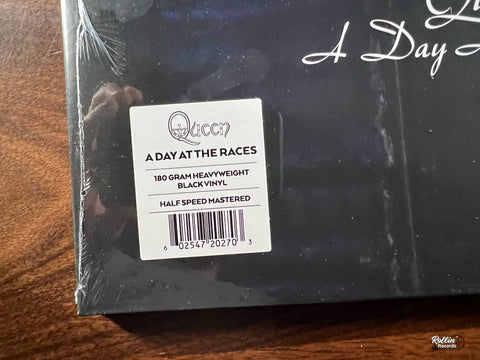 A Day
Queen
A DAY AT THE RACES
180 GRAM HEAVYWEIGHT
BLACK VINYL
HALF SPEED MASTERED
6 02547 20270 3
Rollin'
Records